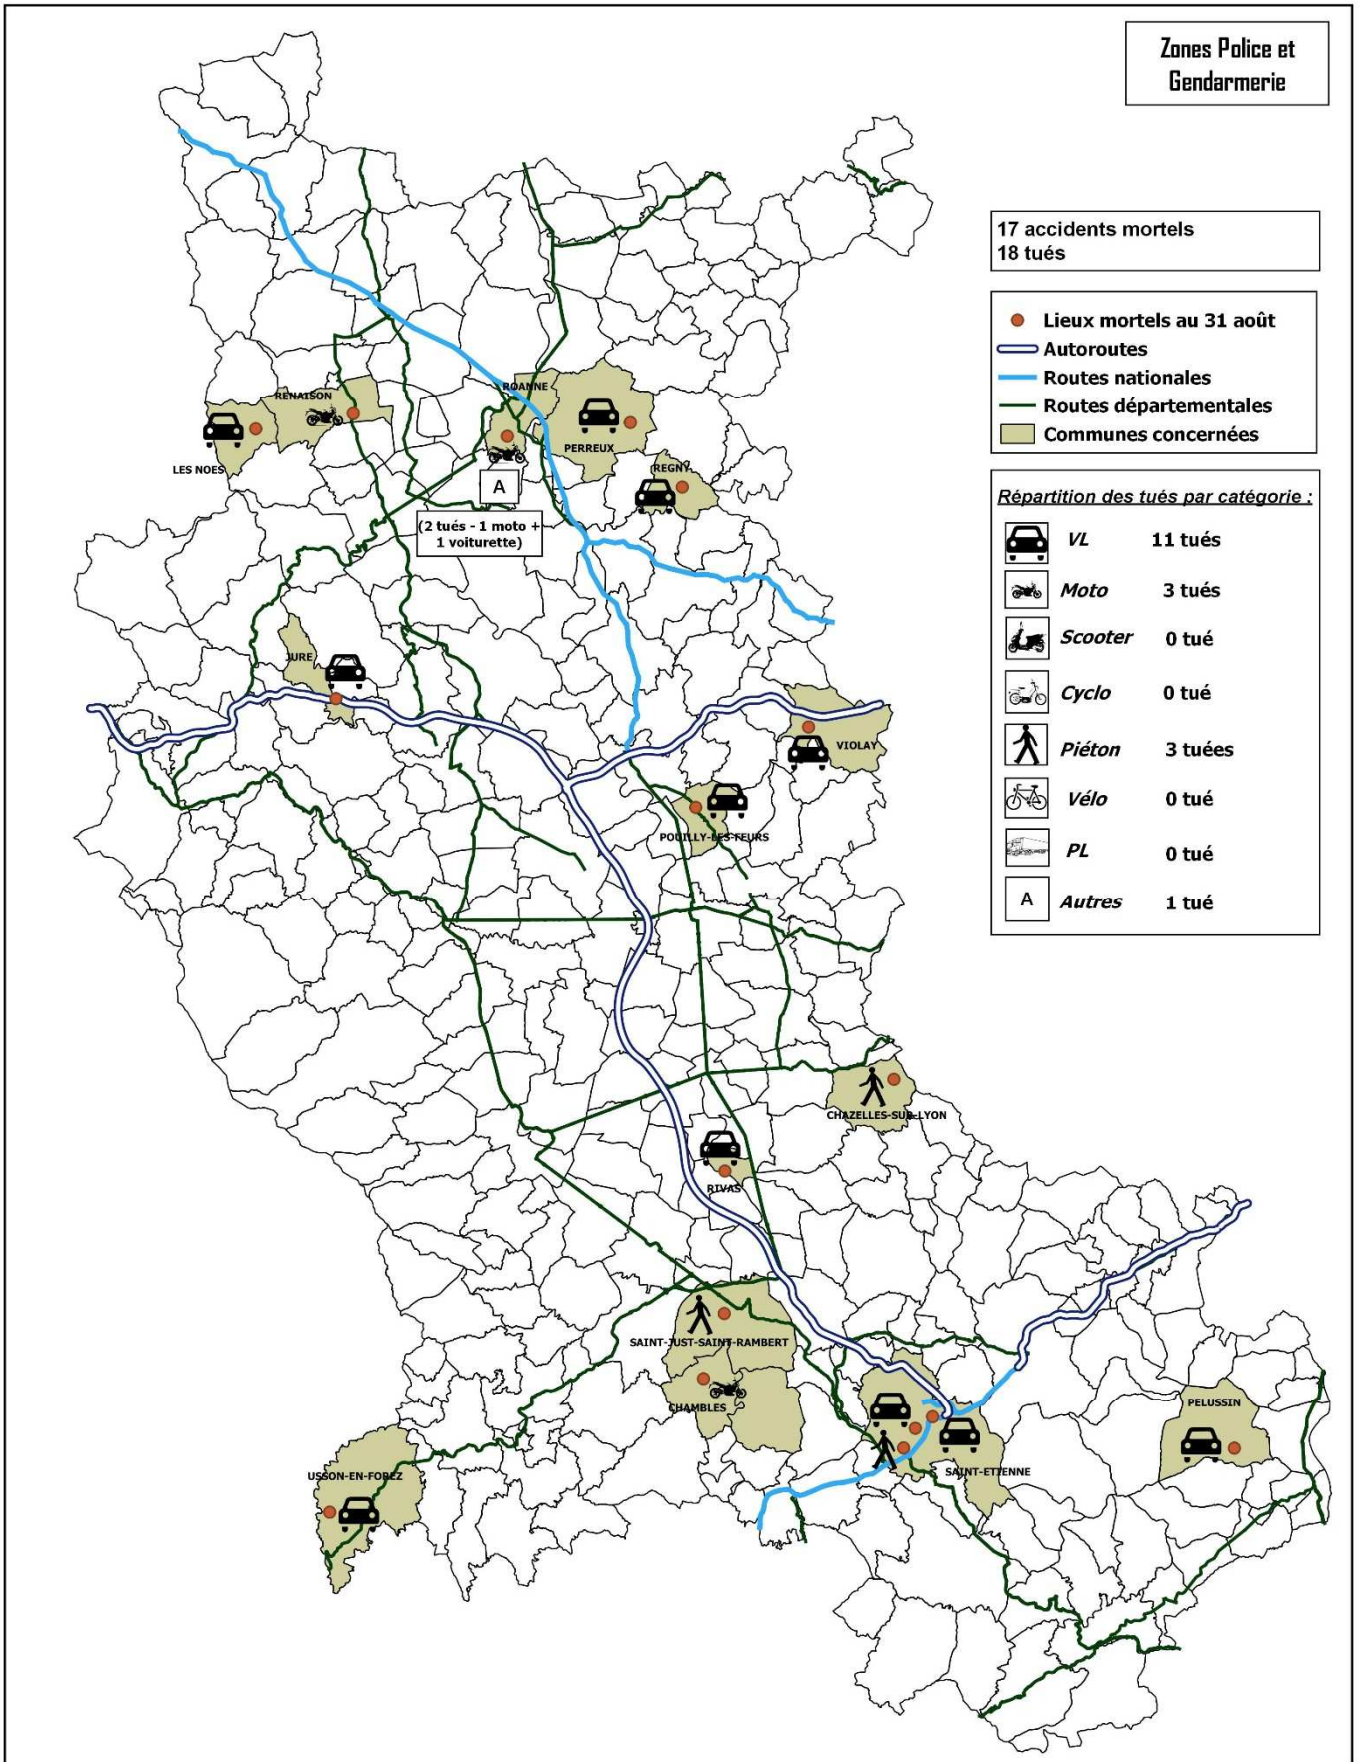 Zones Police et
Gendarmerie
17 accidents mortels
18 tués
Lieux mortels au 31 août
Autoroutes
Routes nationales
Routes départementales
Communes concernées
Répartition des tués par catégorie :
VL 11 tués
Moto 3 tués
Scooter 0 tué
Cyclo 0 tué
Piéton 3 tuées
Vélo 0 tué
PL 0 tué
A Autres 1 tué
ROANNE
RENAISON
PERREUX
LES NOES
REGNY
A
(2 tués - 1 moto +
1 voiturette)
JURE
VIOLAY
POUILLY-LES-FEURS
CHAZELLES-SUR-LYON
RIVAS
SAINT-JUST-SAINT-RAMBERT
CHAMBLES
PELUSSIN
USSON-EN-FOREZ
SAINT-ETIENNE